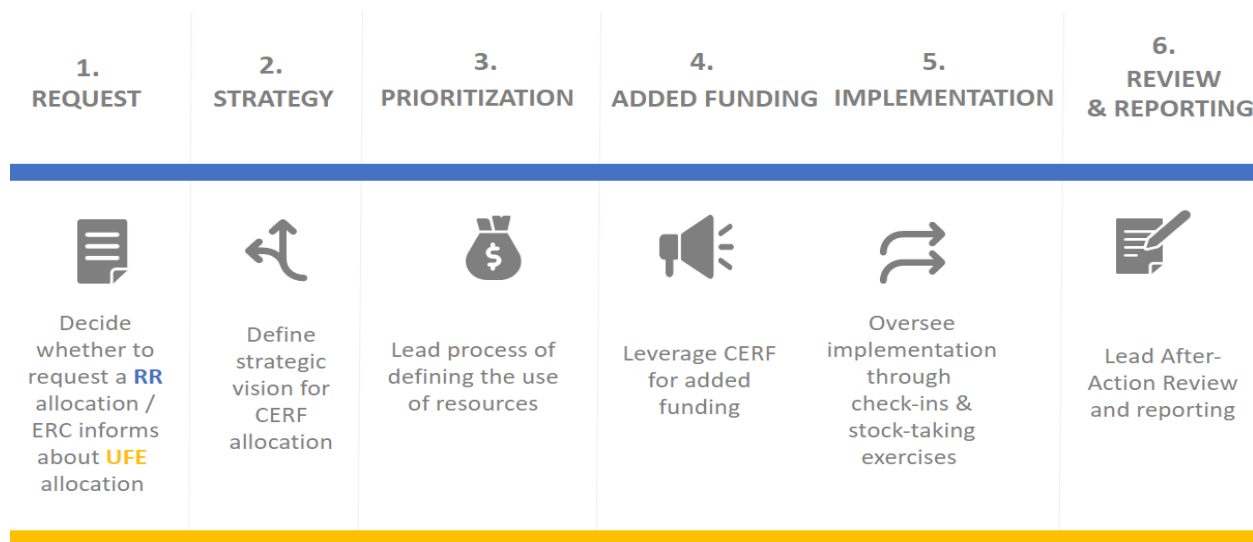 1.
REQUEST
2.
STRATEGY
3.
PRIORITIZATION
4.
ADDED FUNDING
5.
IMPLEMENTATION
6.
REVIEW
& REPORTING
Decide
whether to
request a RR
allocation /
ERC informs
about UFE
allocation
Define
strategic
vision for
CERF
allocation
$
Lead process of
defining the use
of resources
Leverage CERF
for added
funding
Oversee
implementation
through
check-ins &
stock-taking
exercises
Lead After-
Action Review
and reporting